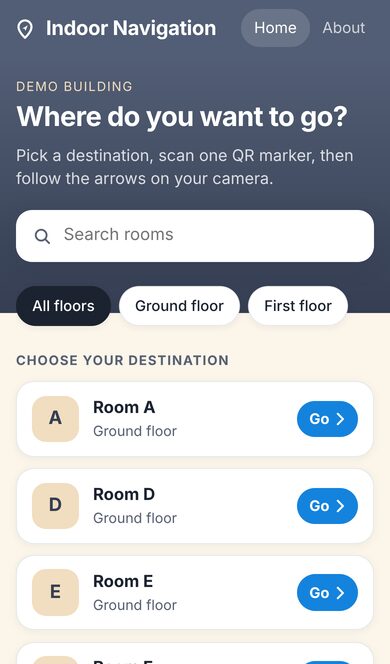 Indoor Navigation
Home
About
DEMO BUILDING
Where do you want to go?
Pick a destination, scan one QR marker, then
follow the arrows on your camera.
Search rooms
All floors
Ground floor
First floor
CHOOSE YOUR DESTINATION
A
Room A
Ground floor
Go
D
Room D
Ground floor
Go
E
Room E
Ground floor
Go